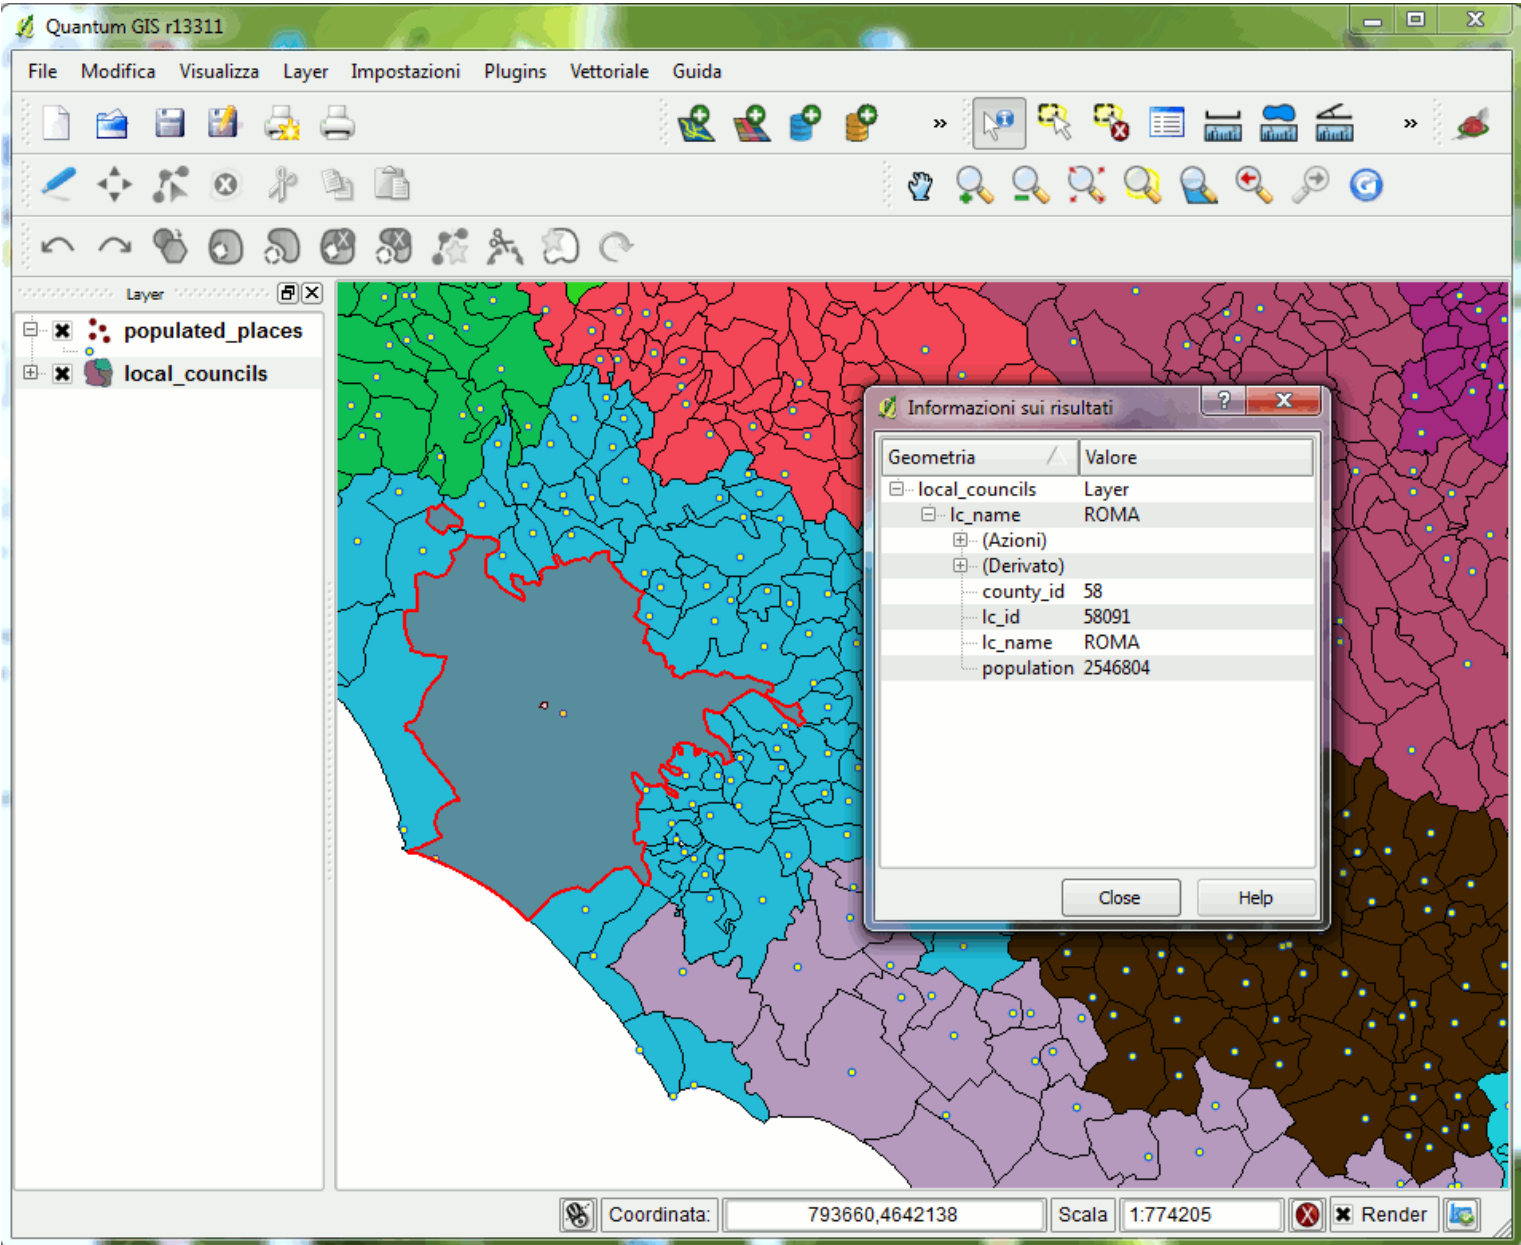 Quantum GIS r13311
File Modifica Visualizza Layer Impostazioni Plugins Vettoriale Guida
» »
Layer
populated_places
local_councils
Informazioni sui risultati
Geometria Valore
local_councils Layer
lc_name ROMA
(Azioni)
(Derivato)
county_id 58
lc_id 58091
lc_name ROMA
population 2546804
Close Help
Coordinata: 793660,4642138 Scala 1:774205 Render